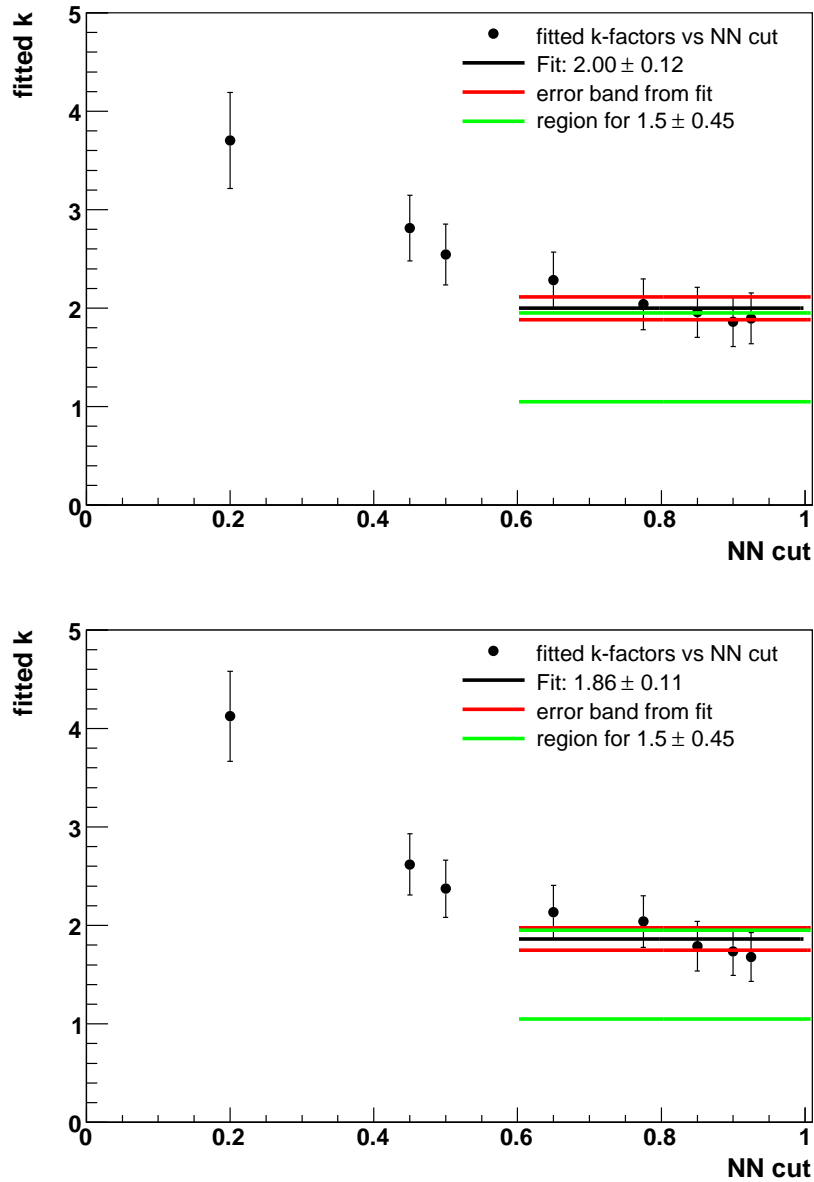 fitted k
5
4
3
2
1
0
fitted k-factors vs NN cut
Fit: 2.00 ± 0.12
error band from fit
region for 1.5 ± 0.45
0 0.2 0.4 0.6 0.8 1
NN cut
fitted k
5
4
3
2
1
0
fitted k-factors vs NN cut
Fit: 1.86 ± 0.11
error band from fit
region for 1.5 ± 0.45
0 0.2 0.4 0.6 0.8 1
NN cut